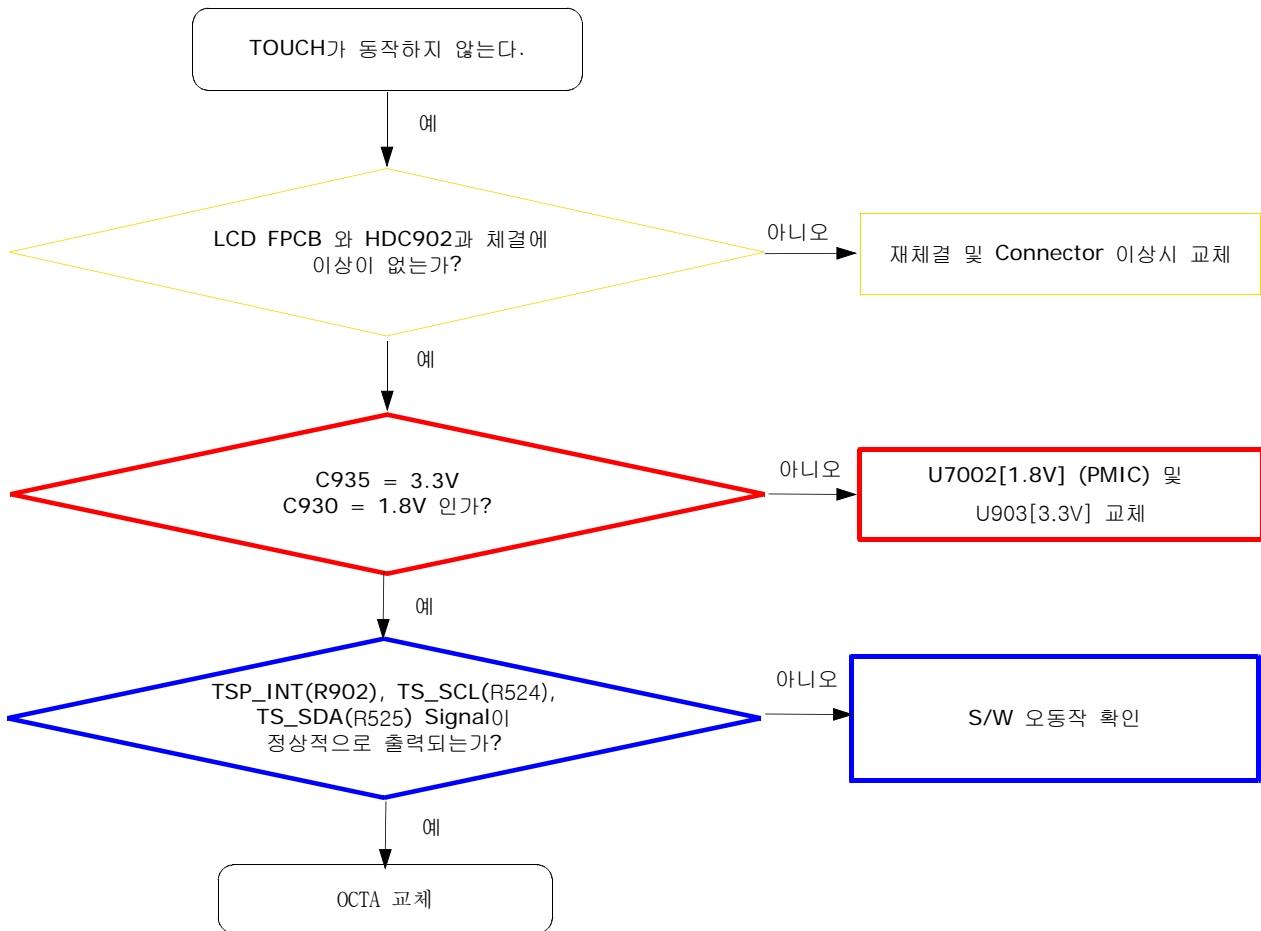 TOUCH가 동작하지 않는다.
예
LCD FPCB 와 HDC902과 체결에
이상이 없는가?
아니오
재체결 및 Connector 이상시 교체
예
C935 = 3.3V
C930 = 1.8V 인가?
아니오
U7002[1.8V] (PMIC) 및
U903[3.3V] 교체
예
TSP_INT(R902), TS_SCL(R524),
TS_SDA(R525) Signal이
정상적으로 출력되는가?
아니오
S/W 오동작 확인
예
OCTA 교체